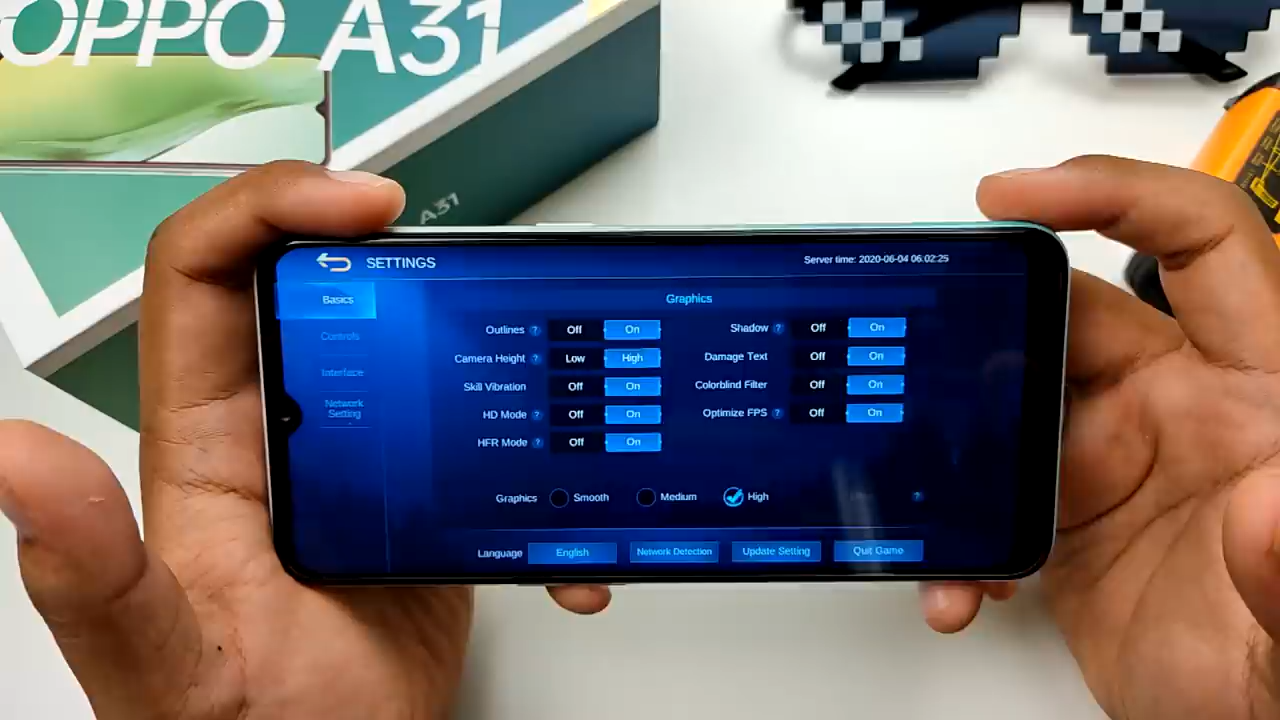 OPPO A31
A31
SETTINGS
Server time: 2020-06-04 06:02:25
Basics
Controls
Interface
Network
Setting
Graphics
Outlines ? Off On
Shadow ? Off On
Camera Height ? Low High
Damage Text Off On
Skill Vibration Off On
Colorblind Filter Off On
HD Mode ? Off On
Optimize FPS ? Off On
HFR Mode ? Off On
Graphics Smooth Medium High ?
Language English Network Detection Update Setting Quit Game